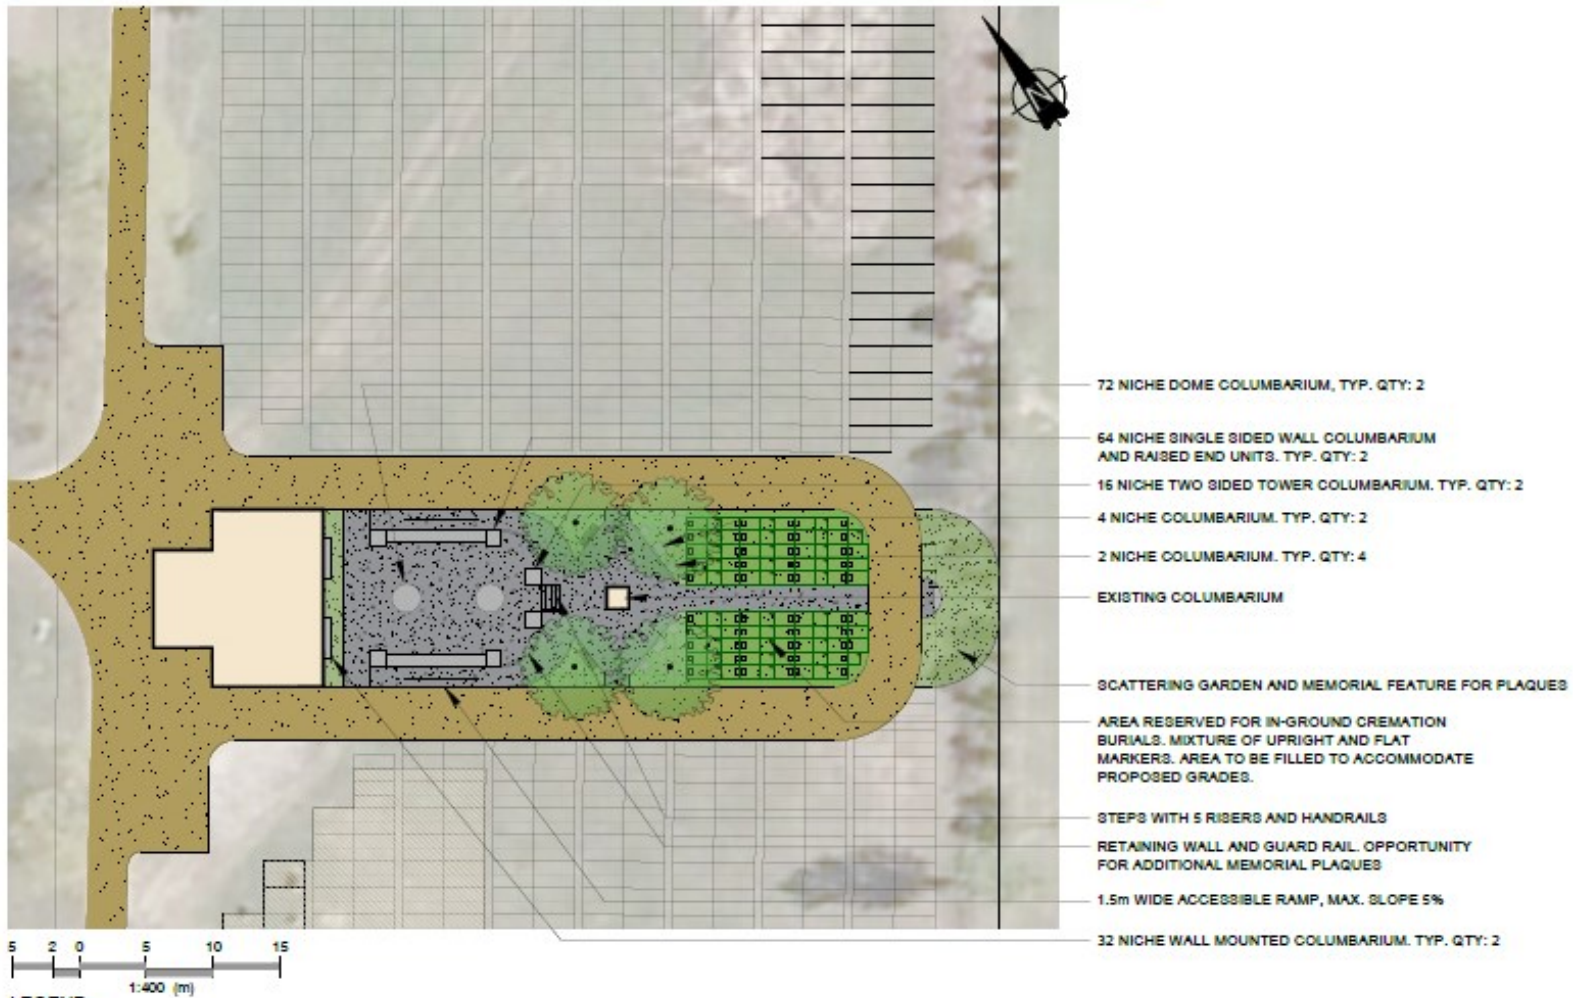 N
72 NICHE DOME COLUMBARIUM, TYP. QTY: 2
64 NICHE SINGLE SIDED WALL COLUMBARIUM
AND RAISED END UNITS. TYP. QTY: 2
16 NICHE TWO SIDED TOWER COLUMBARIUM. TYP. QTY: 2
4 NICHE COLUMBARIUM. TYP. QTY: 2
2 NICHE COLUMBARIUM. TYP. QTY: 4
EXISTING COLUMBARIUM
SCATTERING GARDEN AND MEMORIAL FEATURE FOR PLAQUES
AREA RESERVED FOR IN-GROUND CREMATION
BURIALS. MIXTURE OF UPRIGHT AND FLAT
MARKERS. AREA TO BE FILLED TO ACCOMMODATE
PROPOSED GRADES.
STEPS WITH 5 RISERS AND HANDRAILS
RETAINING WALL AND GUARD RAIL. OPPORTUNITY
FOR ADDITIONAL MEMORIAL PLAQUES
1.5m WIDE ACCESSIBLE RAMP, MAX. SLOPE 5%
32 NICHE WALL MOUNTED COLUMBARIUM. TYP. QTY: 2
5 2 0 5 10 15
1:400 (m)